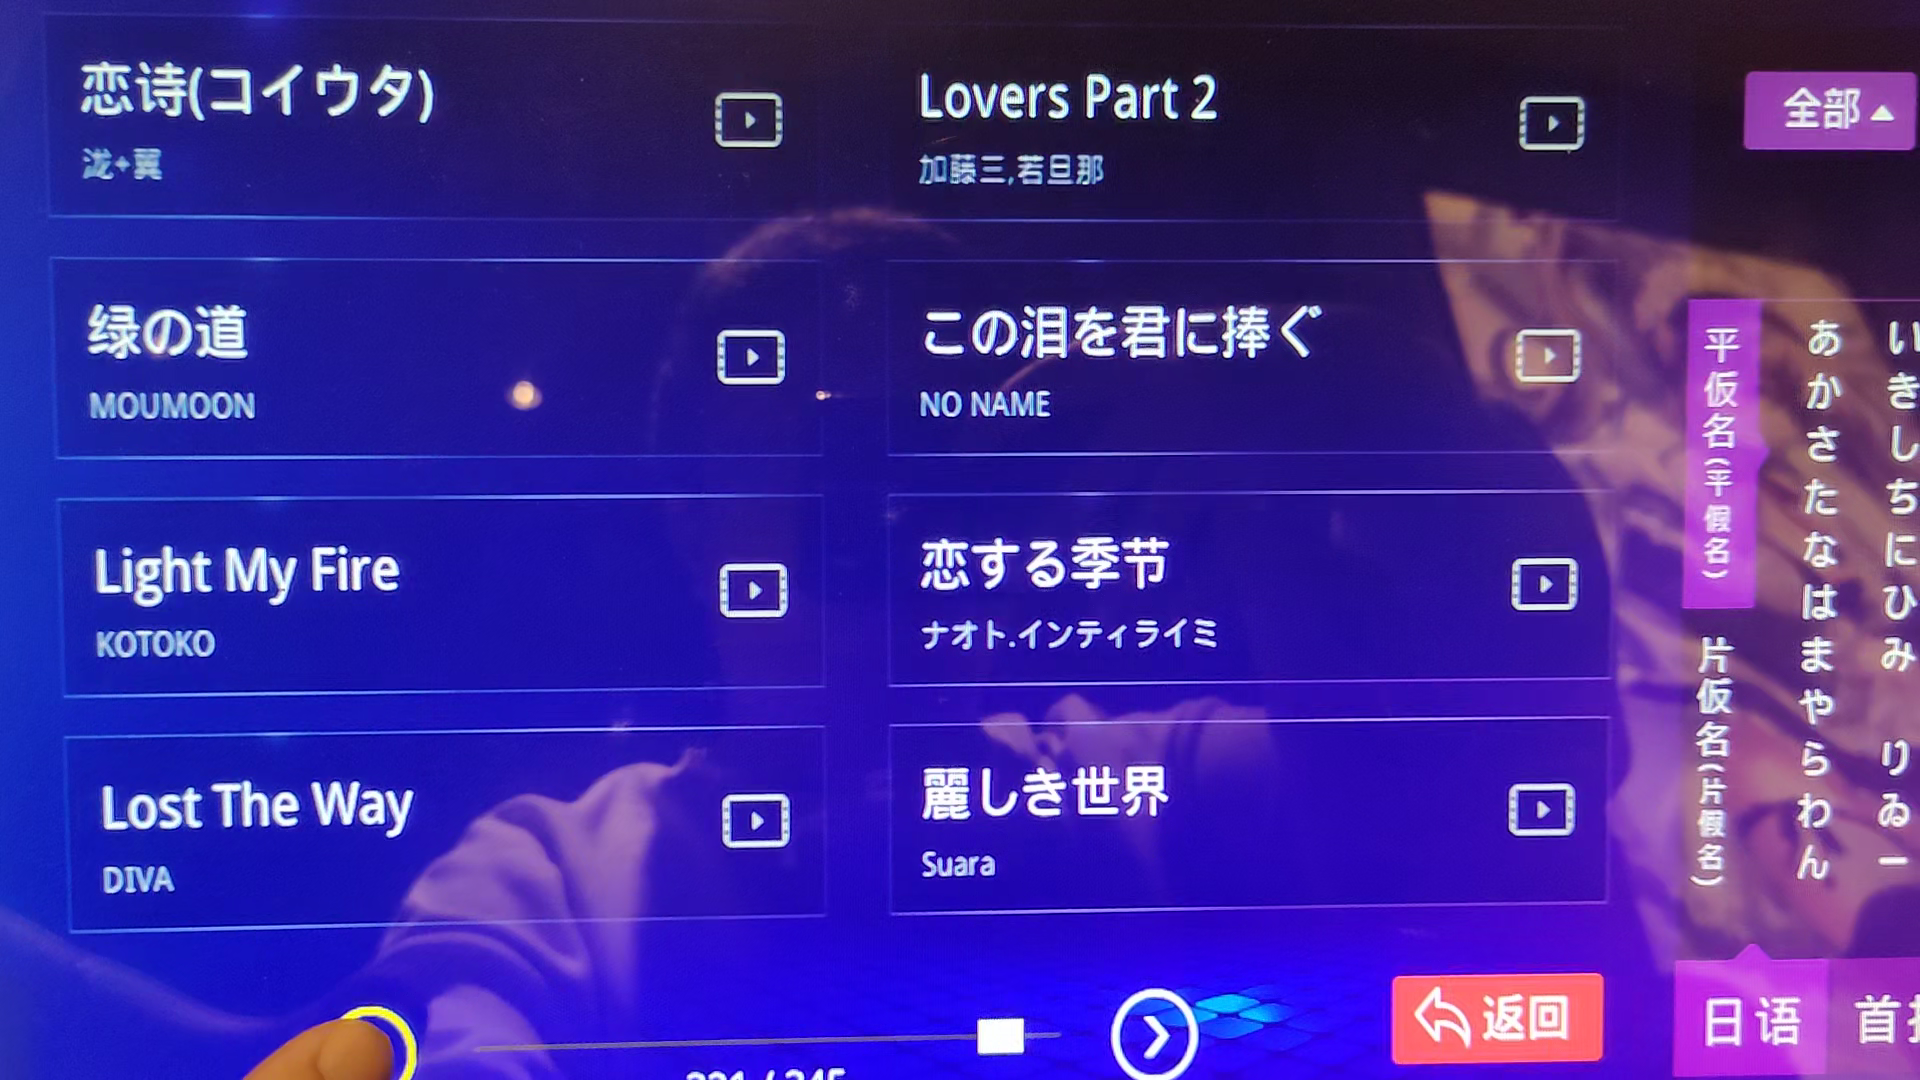 恋诗(コイウタ)
泷+翼
Lovers Part 2
加藤三,若旦那
绿の道
MOUMOON
この泪を君に捧ぐ
NO NAME
Light My Fire
KOTOKO
恋する季节
ナオト.インティライミ
Lost The Way
DIVA
麗しき世界
Suara
返回
全部
平仮名(平假名)
片仮名(片假名)
あかさたなはまやらわん
いきしちにひみ りゐー
日语
首